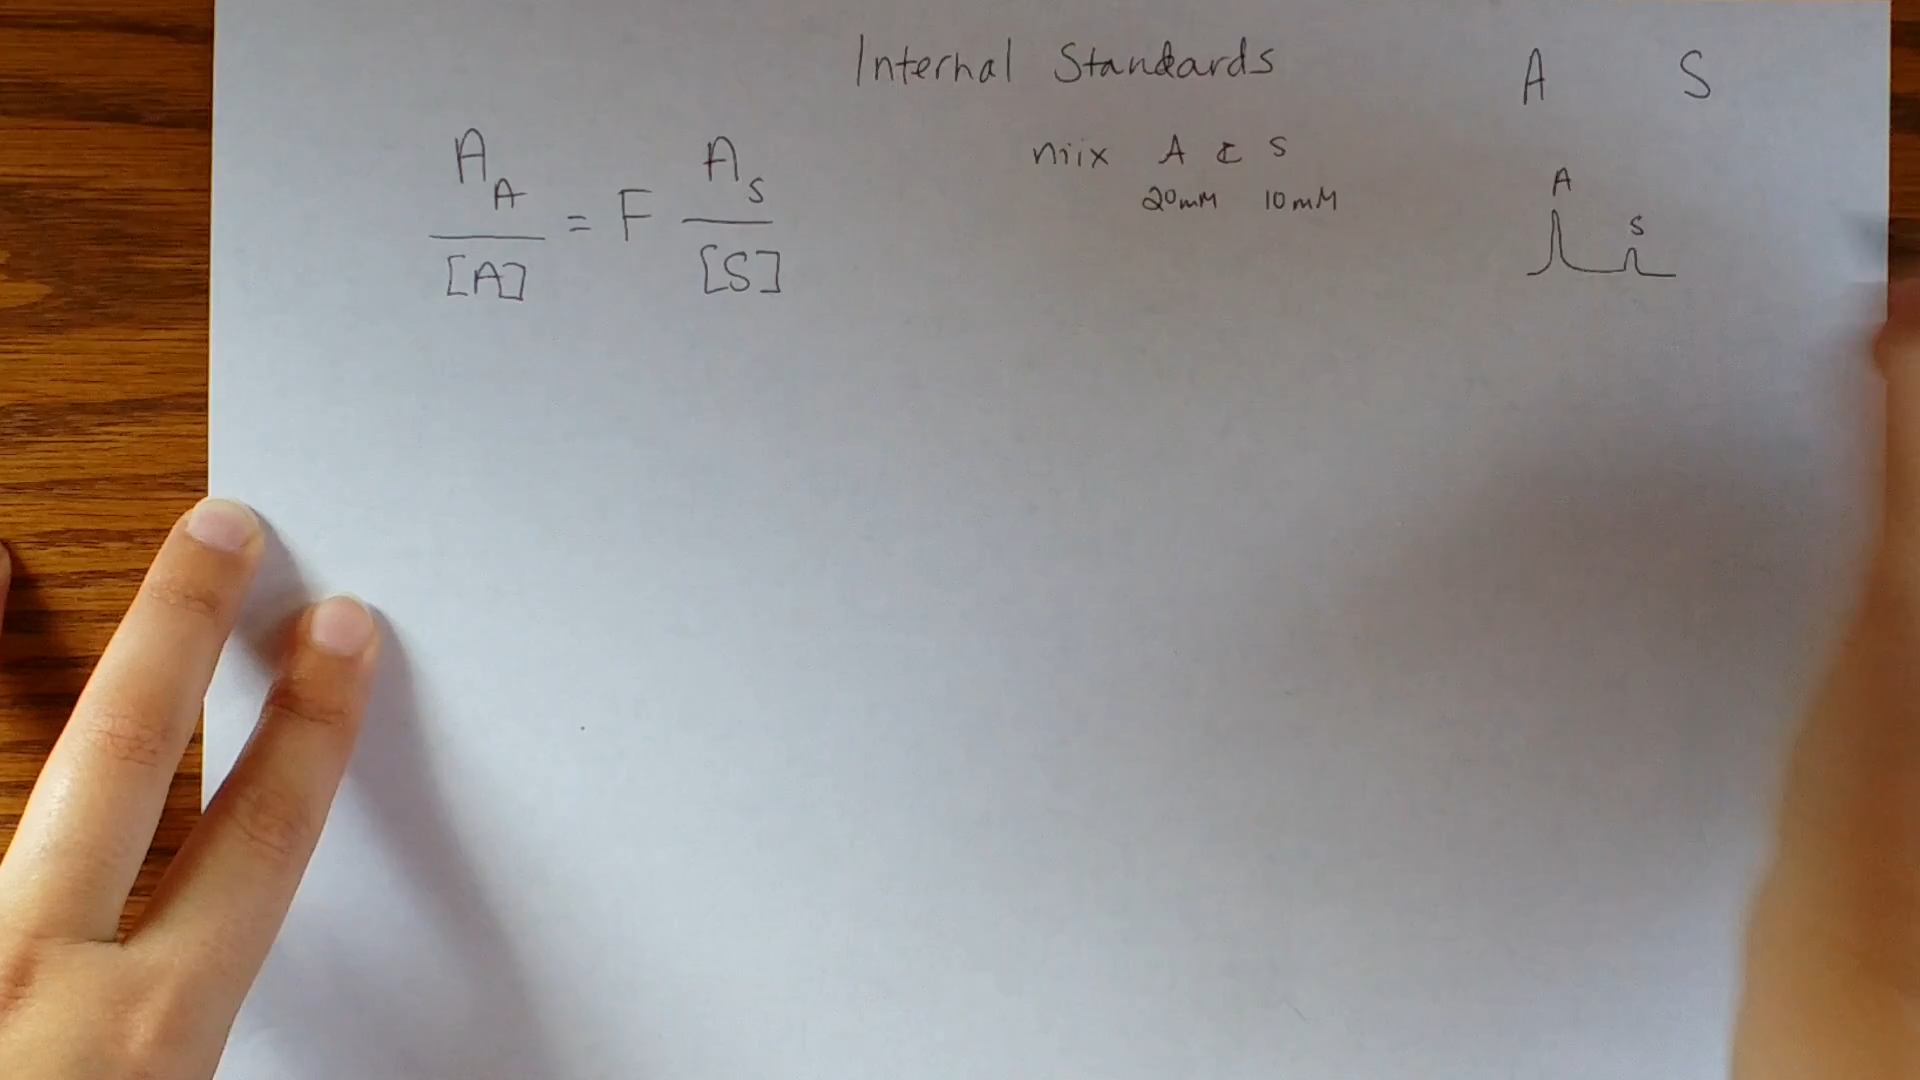 Internal Standards
A S
A_A / [A] = F A_S / [S]
mix A & S
20mM 10mM
A
S